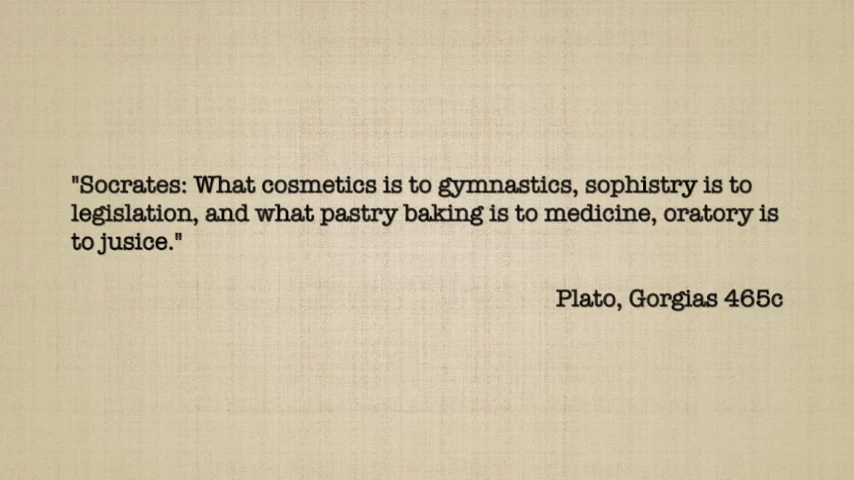 "Socrates: What cosmetics is to gymnastics, sophistry is to
legislation, and what pastry baking is to medicine, oratory is
to jusice."
Plato, Gorgias 465c